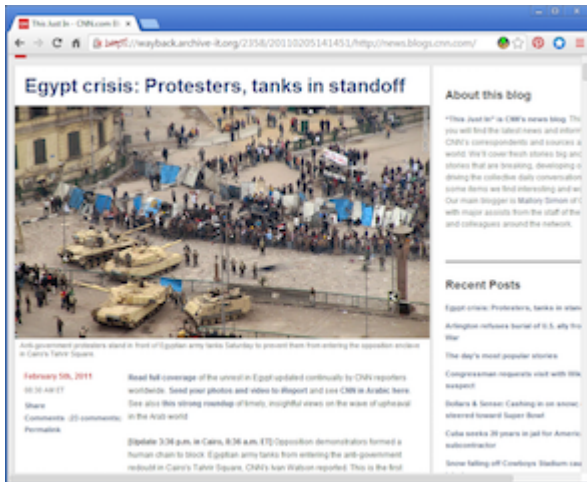 This Just In - CNN.com Bl
https://wayback.archive-it.org/2358/20110205141451/http://news.blogs.cnn.com/
Egypt crisis: Protesters, tanks in standoff
Anti-government protesters stand in front of Egyptian army tanks Saturday to prevent them from entering the opposition enclave
in Cairo's Tahrir Square.
February 5th, 2011
08:36 AM ET
Share
Comments (25 comments)
Permalink
Read full coverage of the unrest in Egypt updated continually by CNN reporters
worldwide. Send your photos and video to iReport and see CNN in Arabic here.
See also this strong roundup of timely, insightful views on the wave of upheaval
in the Arab world
[Update 3:36 p.m. in Cairo, 8:36 a.m. ET] Opposition demonstrators formed a
human chain to block Egyptian army tanks from entering the anti-government
redoubt in Cairo's Tahrir Square, CNN's Ivan Watson reported. This is the first
About this blog
"This Just In" is CNN's news blog. Th
you will find the latest news and inform
CNN's correspondents and sources a
world. We'll cover fresh stories big an
stories that are breaking, developing
driving the collective daily conversation
some items we find interesting and w
Our main blogger is Mallory Simon of
with major assists from the staff of the
and colleagues around the network.
Recent Posts
Egypt crisis: Protesters, tanks in stan
Arlington refuses burial of U.S. ally fr
War
The day's most popular stories
Congressman requests visit with Wik
suspect
Dollars & Sense: Cashing in on snow;
steered toward Super Bowl
Cuba seeks 20 years in jail for Americ
subcontractor
Snow falling off Cowboys Stadium cau